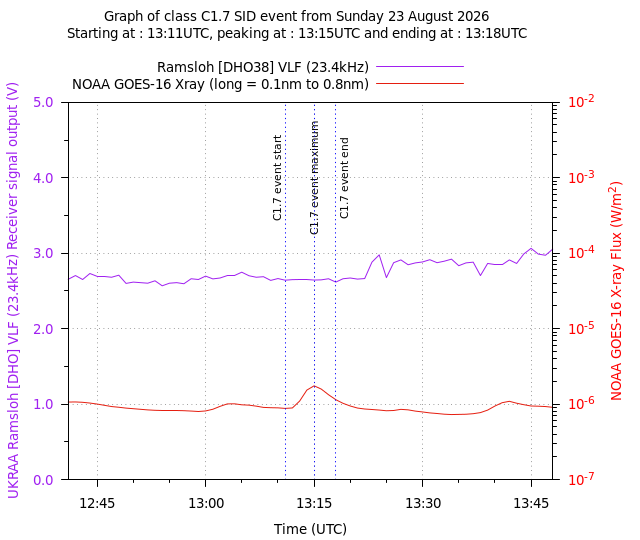 Graph of class C1.7 SID event from Sunday 23 August 2026
Starting at : 13:11UTC, peaking at : 13:15UTC and ending at : 13:18UTC
Ramsloh [DHO38] VLF (23.4kHz)
NOAA GOES-16 Xray (long = 0.1nm to 0.8nm)
UKRAA Ramsloh [DHO] VLF (23.4kHz) Receiver signal output (V)
5.0
4.0
3.0
2.0
1.0
0.0
C1.7 event start
C1.7 event maximum
C1.7 event end
10^-2
10^-3
10^-4
10^-5
10^-6
10^-7
NOAA GOES-16 X-ray Flux (W/m²)
12:45 13:00 13:15 13:30 13:45
Time (UTC)